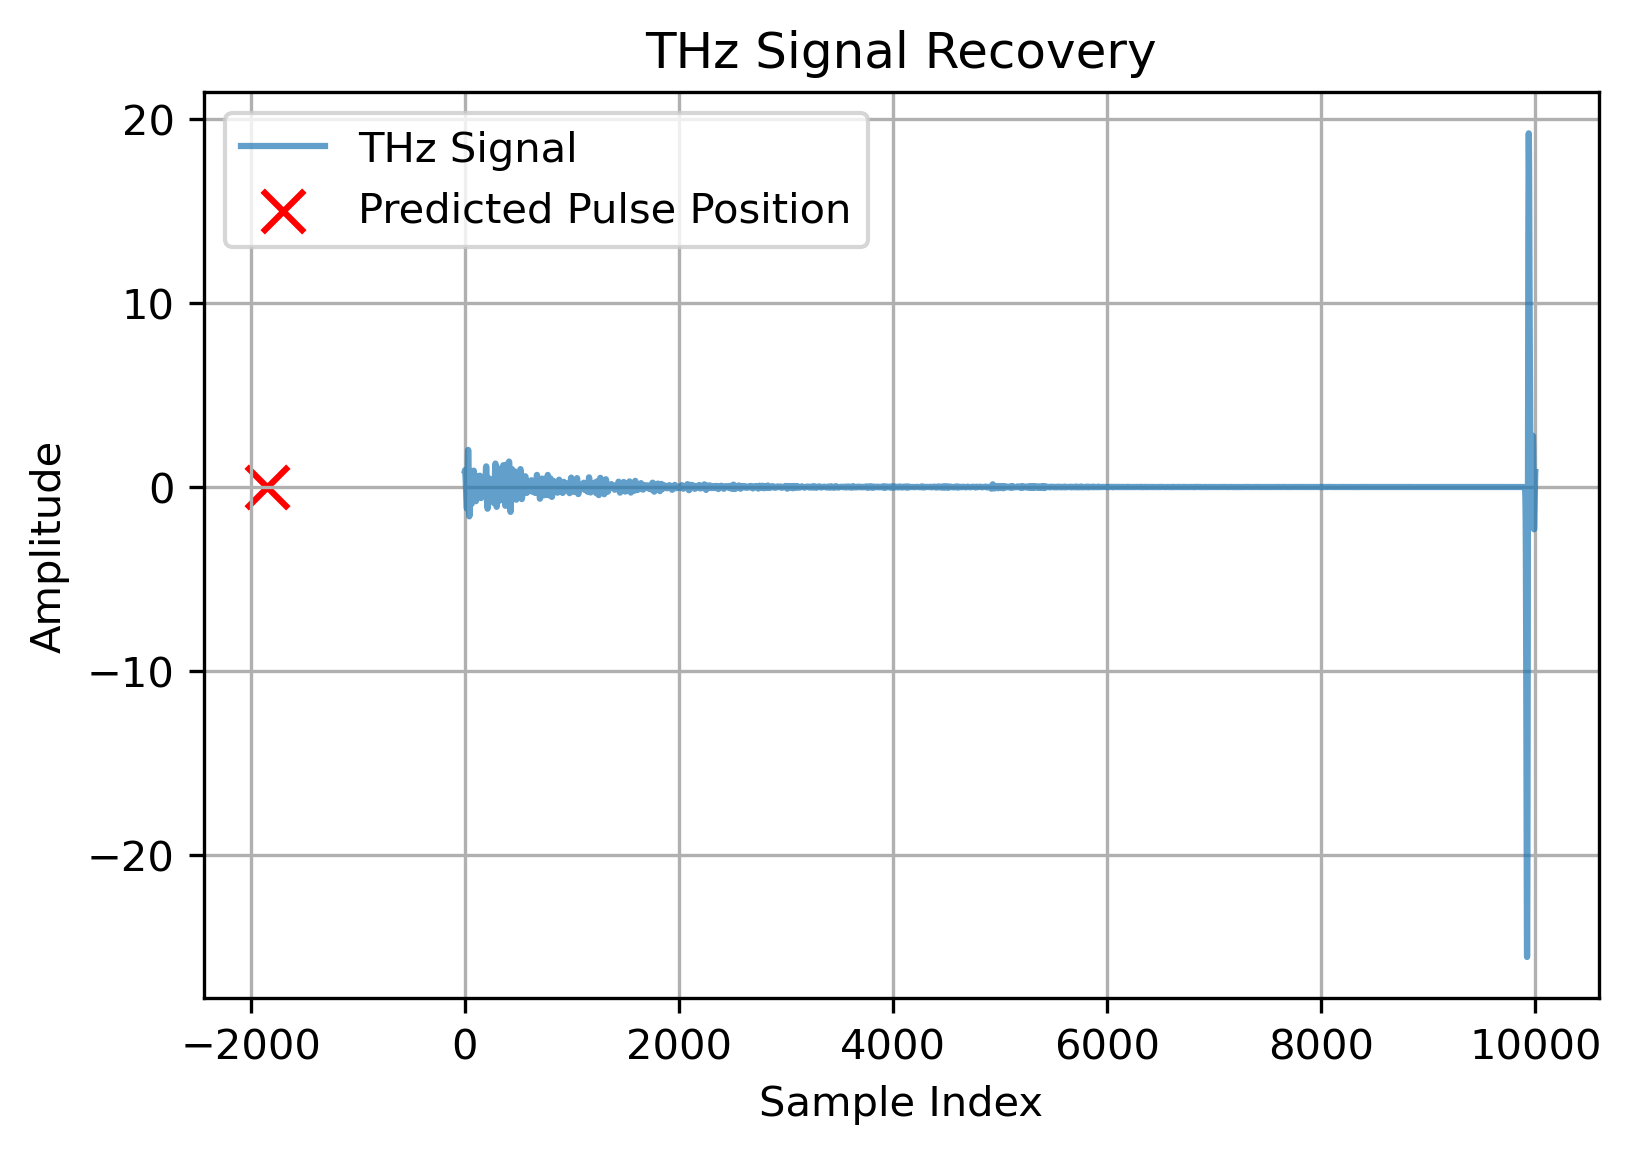 THz Signal Recovery
THz Signal
Predicted Pulse Position
20
10
0
−10
−20
Amplitude
−2000 0 2000 4000 6000 8000 10000
Sample Index